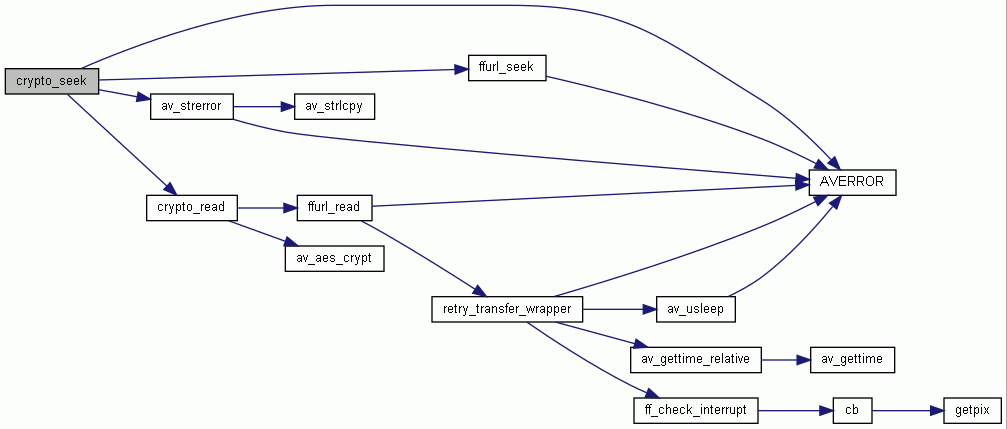 crypto_seek
ffurl_seek
av_strerror
av_strlcpy
AVERROR
crypto_read
ffurl_read
av_aes_crypt
retry_transfer_wrapper
av_usleep
av_gettime_relative
av_gettime
ff_check_interrupt
cb
getpix